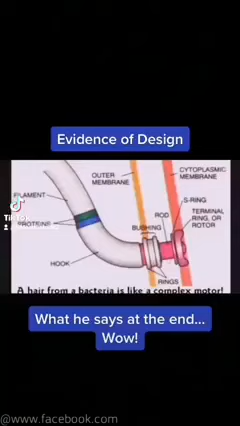 Evidence of Design
OUTER
MEMBRANE
CYTOPLASMIC
MEMBRANE
FILAMENT
S-RING
TERMINAL
RING, OR
ROTOR
ROD
BUSHING
PROTEINS
HOOK
RINGS
A hair from a bacteria is like a complex motor!
What he says at the end...
Wow!
@www.facebook.com